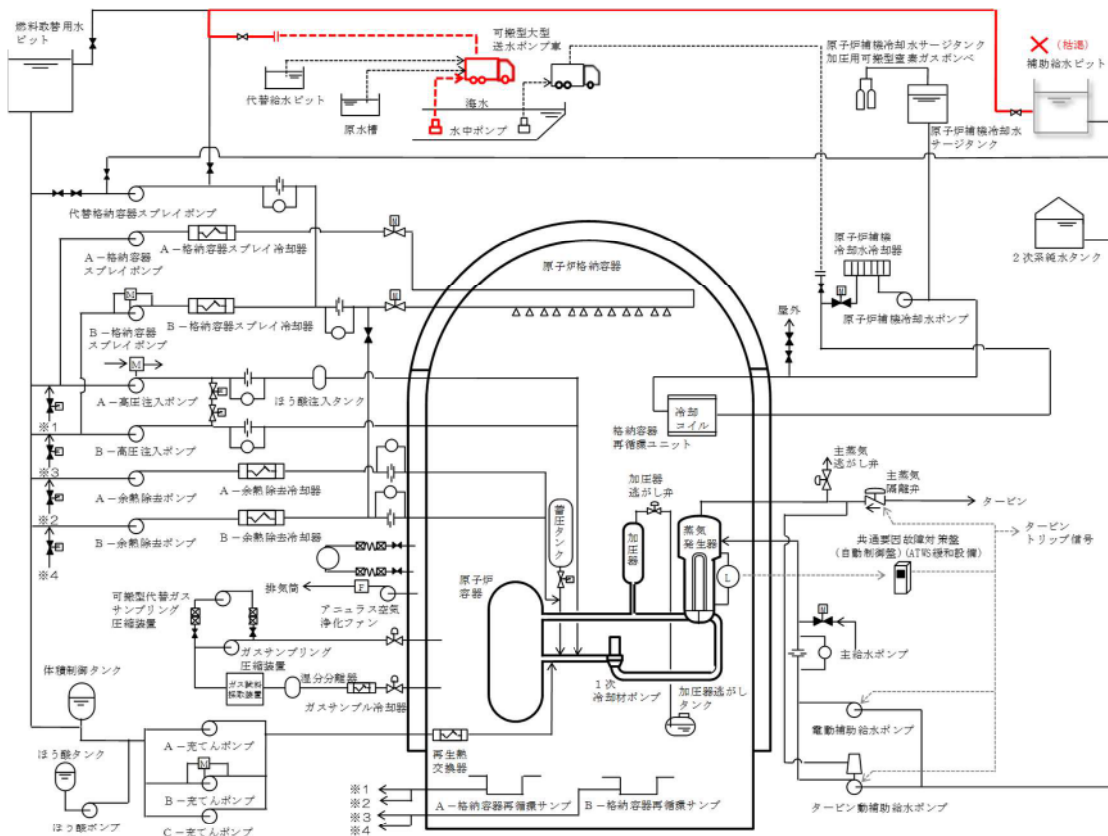 燃料取替用水
ピット
可搬型大型
送水ポンプ車
代替給水ピット
原水槽
海水
水中ポンプ
原子炉補機冷却水サージタンク
加圧用可搬型窒素ガスボンベ
原子炉補機冷却水
サージタンク
×(枯渇)
補助給水ピット
代替格納容器スプレイポンプ
A-格納容器スプレイ冷却器
A-格納容器
スプレイポンプ
M
B-格納容器スプレイ冷却器
B-格納容器
スプレイポンプ
M
M
M
原子炉格納容器
原子炉補機
冷却水冷却器
M
原子炉補機冷却水ポンプ
2次系純水タンク
屋外
M
A-高圧注入ポンプ
ほう酸注入タンク
※1
B-高圧注入ポンプ
※3
A-余熱除去ポンプ
A-余熱除去冷却器
※2
B-余熱除去ポンプ
B-余熱除去冷却器
※4
格納容器
再循環ユニット
冷却
コイル
主蒸気
逃がし弁
主蒸気
隔離弁
タービン
タービン
トリップ信号
共通要因故障対策盤
(自動制御盤)(ATWS緩和設備)
加圧器
逃がし弁
蓄圧タンク
加圧器
蒸気
発生器
L
原子炉
容器
排気筒
F
アニュラス空気
浄化ファン
可搬型代替ガス
サンプリング
圧縮装置
ガスサンプリング
圧縮装置
ガス試料
採取装置
湿分分離器
ガスサンプル冷却器
1次
冷却材ポンプ
加圧器逃がし
タンク
M
主給水ポンプ
電動補助給水ポンプ
タービン動補助給水ポンプ
体積制御タンク
ほう酸タンク
ほう酸ポンプ
A-充てんポンプ
M
B-充てんポンプ
C-充てんポンプ
再生熱
交換器
※1
※2
※3
※4
A-格納容器再循環サンプ
B-格納容器再循環サンプ